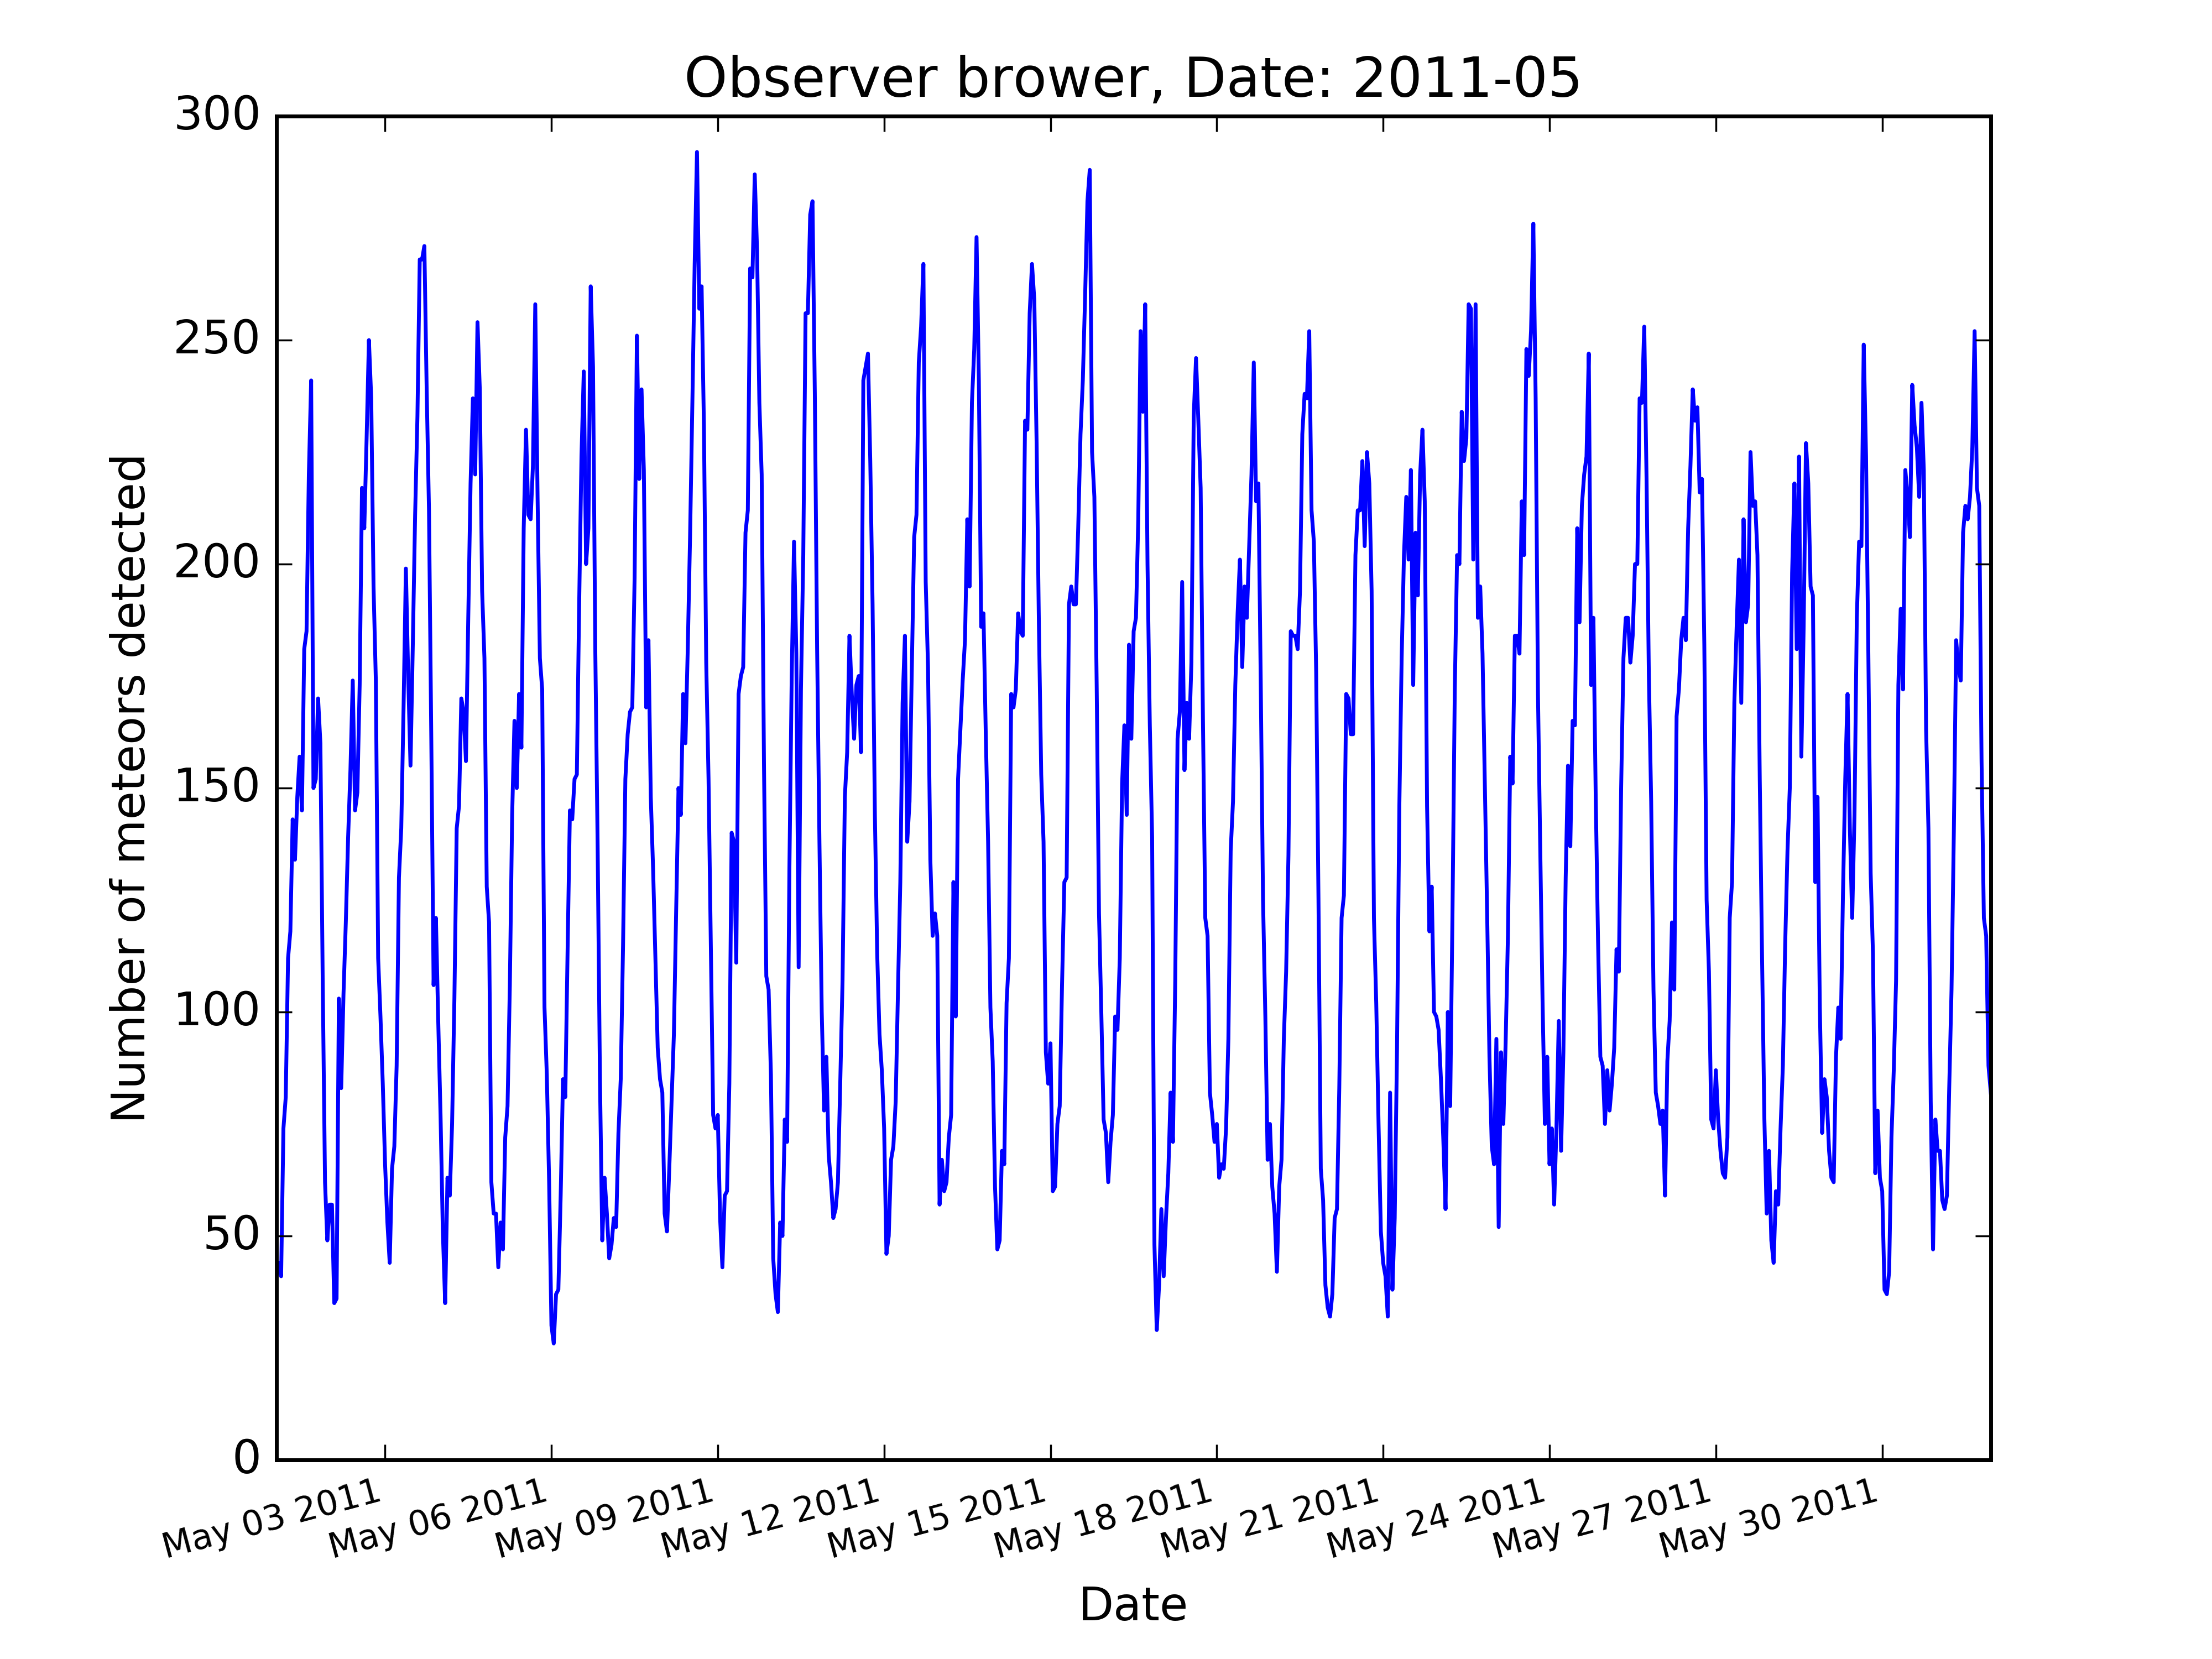 Observer brower, Date: 2011-05
300
250
200
150
100
50
0
Number of meteors detected
May 03 2011
May 06 2011
May 09 2011
May 12 2011
May 15 2011
May 18 2011
May 21 2011
May 24 2011
May 27 2011
May 30 2011
Date